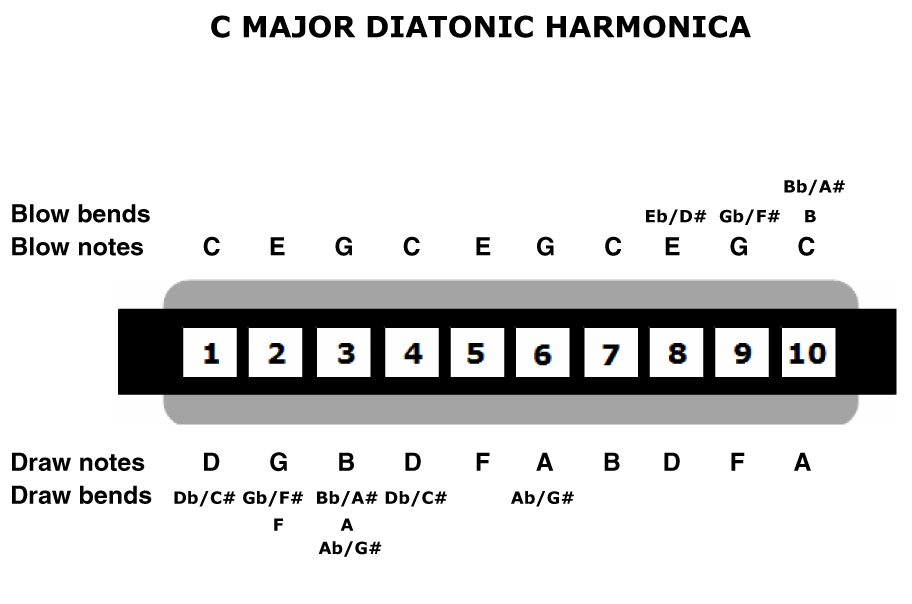 C MAJOR DIATONIC HARMONICA
Bb/A#
Blow bends Eb/D# Gb/F# B
Blow notes C E G C E G C E G C
1 2 3 4 5 6 7 8 9 10
Draw notes D G B D F A B D F A
Draw bends Db/C# Gb/F# Bb/A# Db/C# Ab/G#
F A
Ab/G#